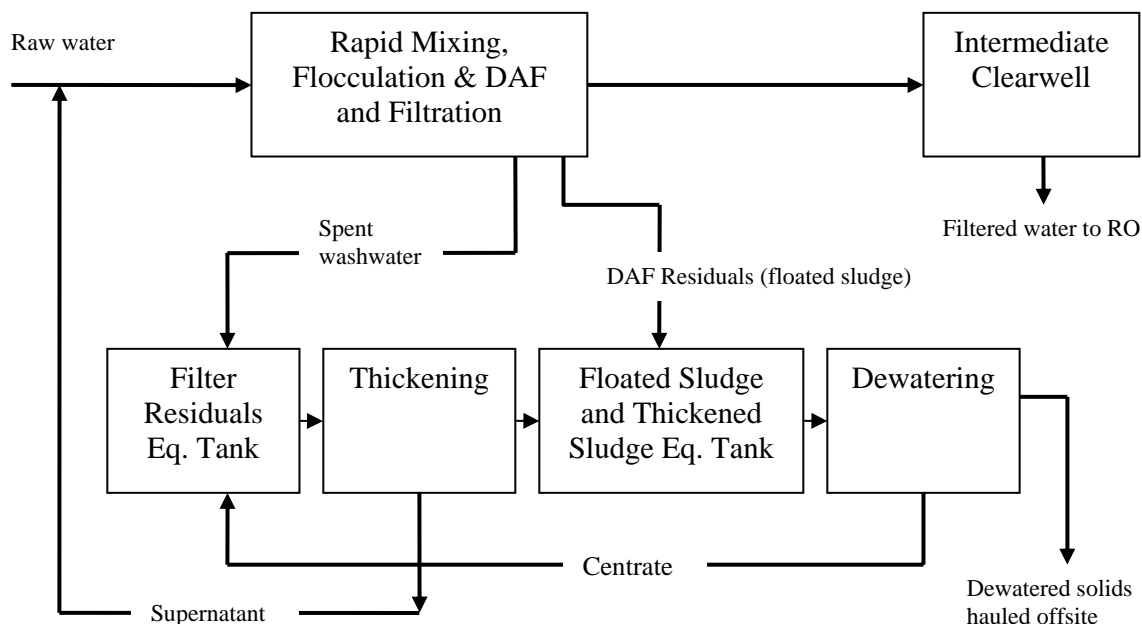 Raw water
Rapid Mixing,
Flocculation & DAF
and Filtration
Intermediate
Clearwell
Spent
washwater
Filtered water to RO
DAF Residuals (floated sludge)
Filter
Residuals
Eq. Tank
Thickening
Floated Sludge
and Thickened
Sludge Eq. Tank
Dewatering
Centrate
Supernatant
Dewatered solids
hauled offsite